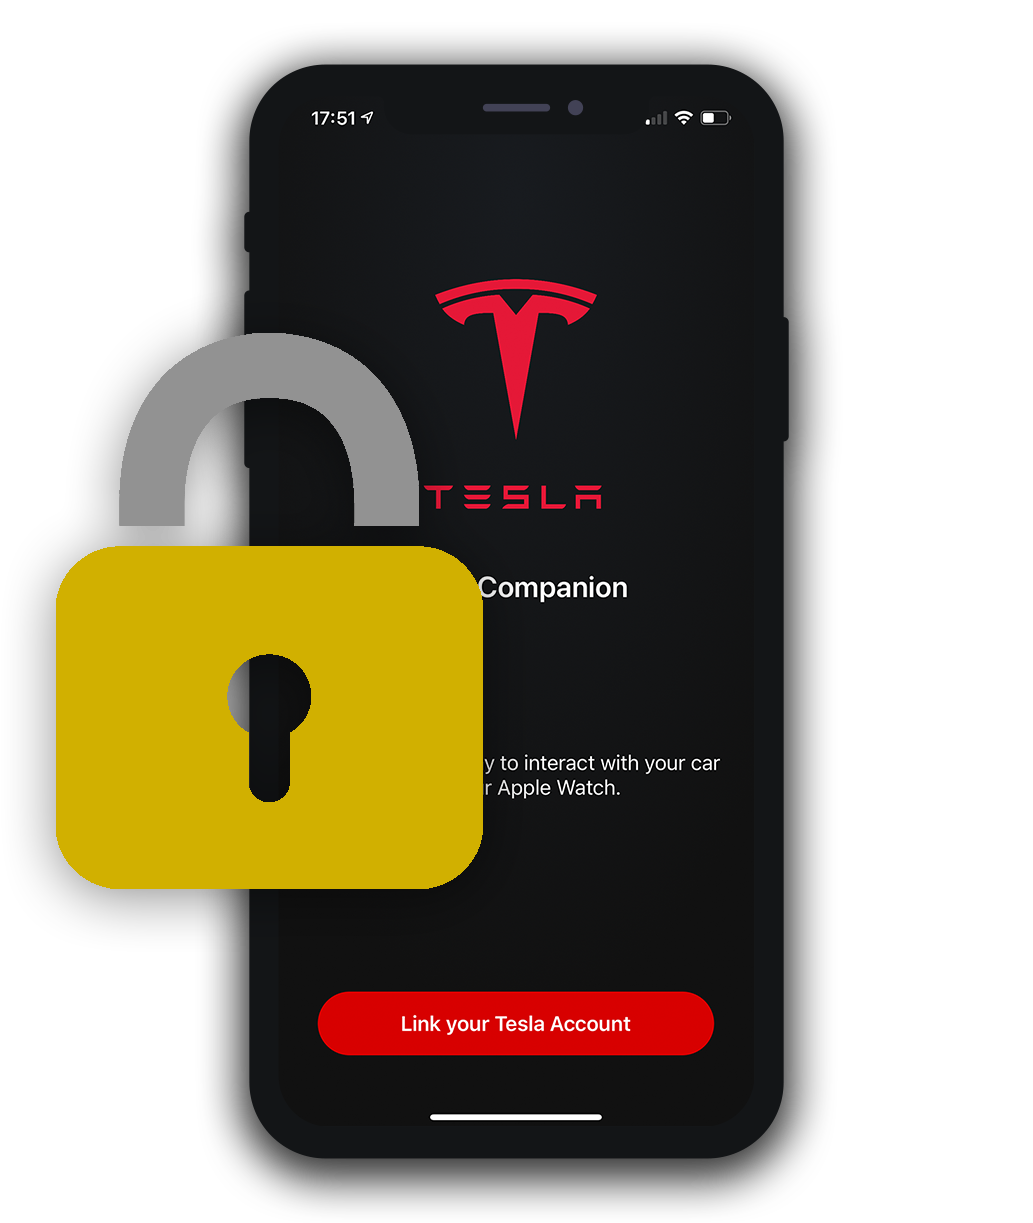 17:51
TESLA
Companion
to interact with your car
Apple Watch.
Link your Tesla Account